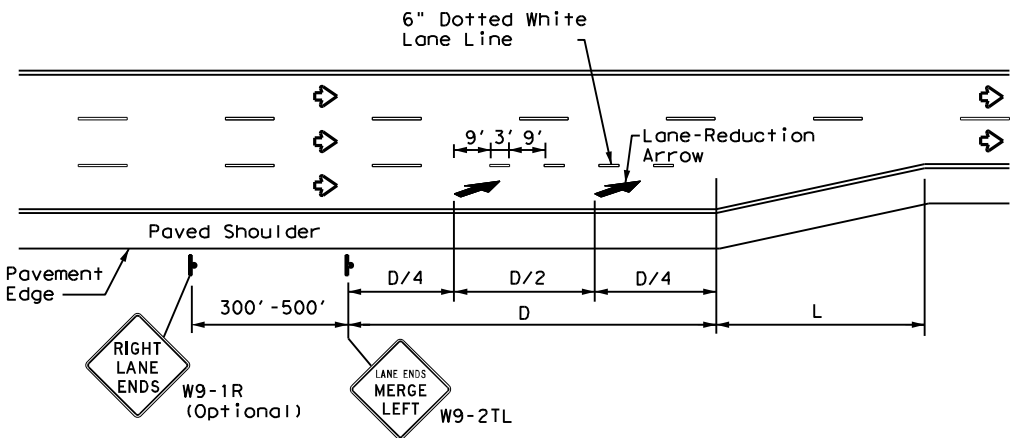 6" Dotted White
Lane Line
9' 3' 9'
Lane-Reduction
Arrow
Paved Shoulder
Pavement
Edge
D/4 D/2 D/4
300'-500' D L
RIGHT
LANE
ENDS
W9-1R
(Optional)
LANE ENDS
MERGE
LEFT
W9-2TL